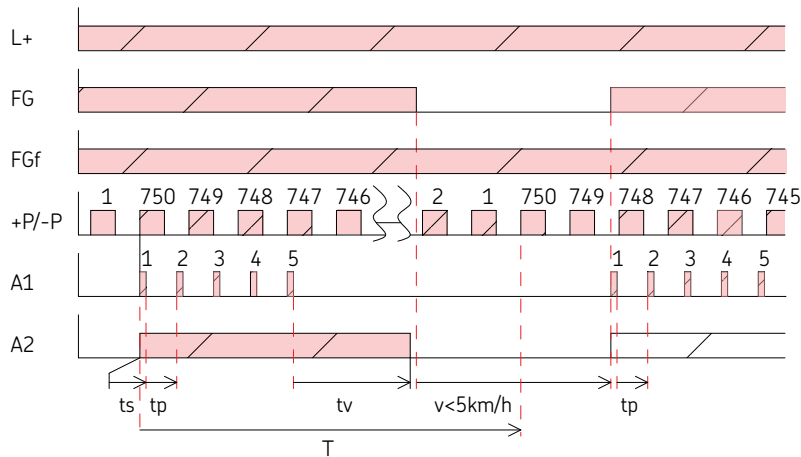 L+
FG
FGf
1 750 749 748 747 746 2 1 750 749 748 747 746 745
+P/-P
1 2 3 4 5 1 2 3 4 5
A1
A2
ts tp tv v<5km/h tp
T